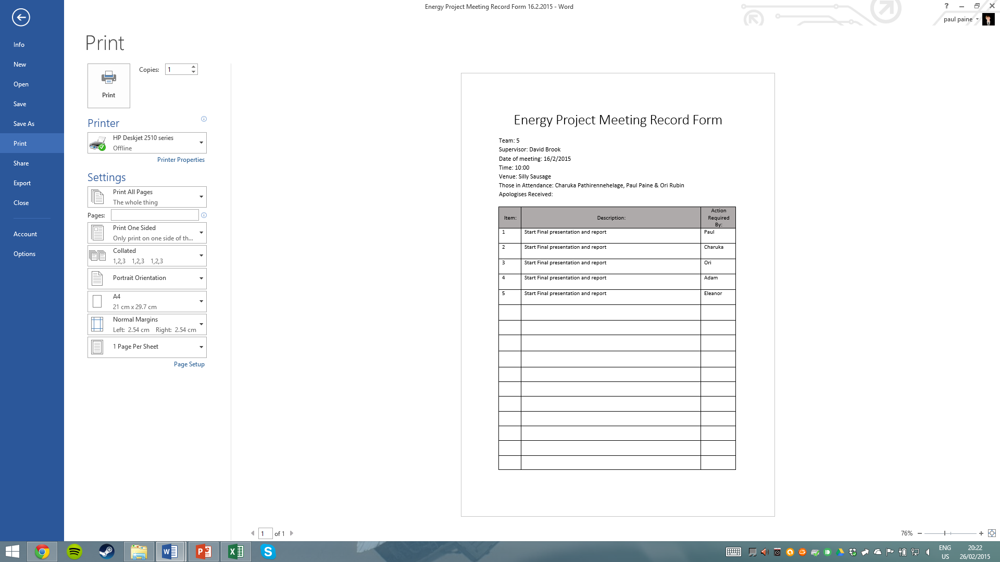 Energy Project Meeting Record Form 16.2.2015 - Word
?
paul paine
Info
New
Open
Save
Save As
Print
Share
Export
Close
Account
Options
Print
Print
Copies: 1
Printer
HP Deskjet 2510 series
Offline
Printer Properties
Settings
Print All Pages
The whole thing
Pages:
Print One Sided
Only print on one side of th...
Collated
1,2,3 1,2,3 1,2,3
Portrait Orientation
A4
21 cm x 29.7 cm
Normal Margins
Left: 2.54 cm Right: 2.54 cm
1 Page Per Sheet
Page Setup
Energy Project Meeting Record Form
Team: 5
Supervisor: David Brook
Date of meeting: 16/2/2015
Time: 10:00
Venue: Silly Sausage
Those in Attendance: Charuka Pathirennehelage, Paul Paine & Ori Rubin
Apologises Received:
Item: Description: Action Required By:
1 Start Final presentation and report Paul
2 Start Final presentation and report Charuka
3 Start Final presentation and report Ori
4 Start Final presentation and report Adam
5 Start Final presentation and report Eleanor
1 of 1
76%
ENG
US
20:22
26/02/2015